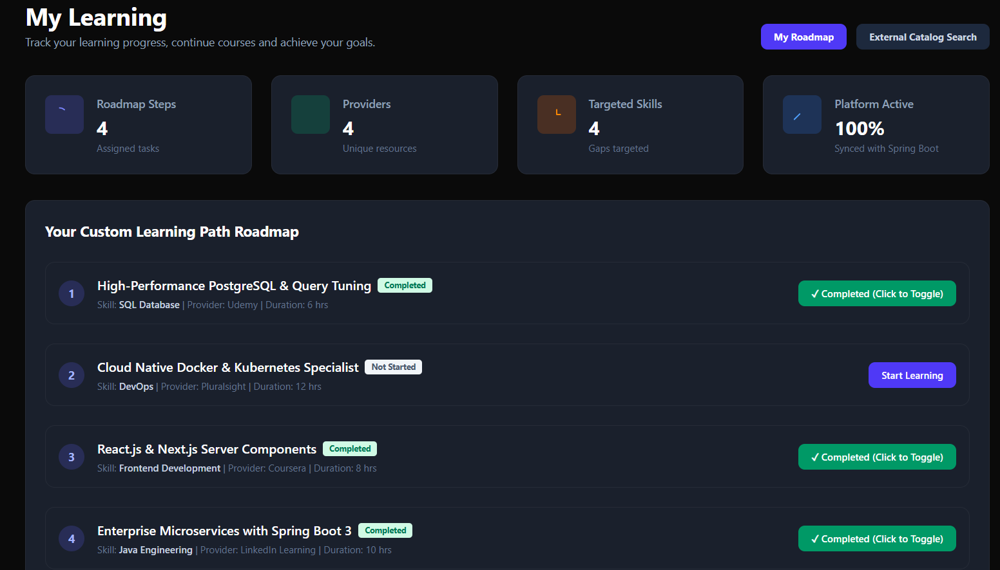 My Learning
Track your learning progress, continue courses and achieve your goals.
My Roadmap
External Catalog Search
Roadmap Steps
4
Assigned tasks
Providers
4
Unique resources
Targeted Skills
4
Gaps targeted
Platform Active
100%
Synced with Spring Boot
Your Custom Learning Path Roadmap
1
High-Performance PostgreSQL & Query Tuning Completed
Skill: SQL Database | Provider: Udemy | Duration: 6 hrs
✓ Completed (Click to Toggle)
2
Cloud Native Docker & Kubernetes Specialist Not Started
Skill: DevOps | Provider: Pluralsight | Duration: 12 hrs
Start Learning
3
React.js & Next.js Server Components Completed
Skill: Frontend Development | Provider: Coursera | Duration: 8 hrs
✓ Completed (Click to Toggle)
4
Enterprise Microservices with Spring Boot 3 Completed
Skill: Java Engineering | Provider: LinkedIn Learning | Duration: 10 hrs
✓ Completed (Click to Toggle)